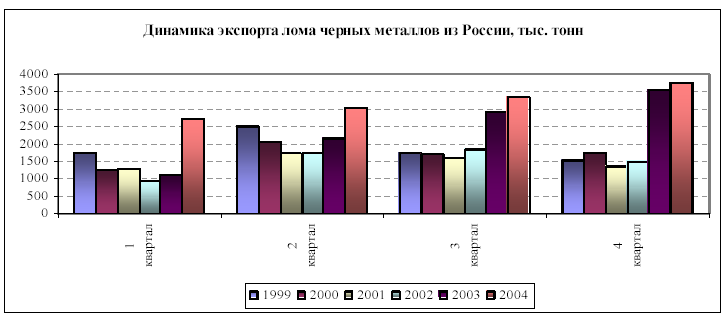 Динамика экспорта лома черных металлов из России, тыс. тонн
4000
3500
3000
2500
2000
1500
1000
500
0
1 квартал
2 квартал
3 квартал
4 квартал
1999 2000 2001 2002 2003 2004